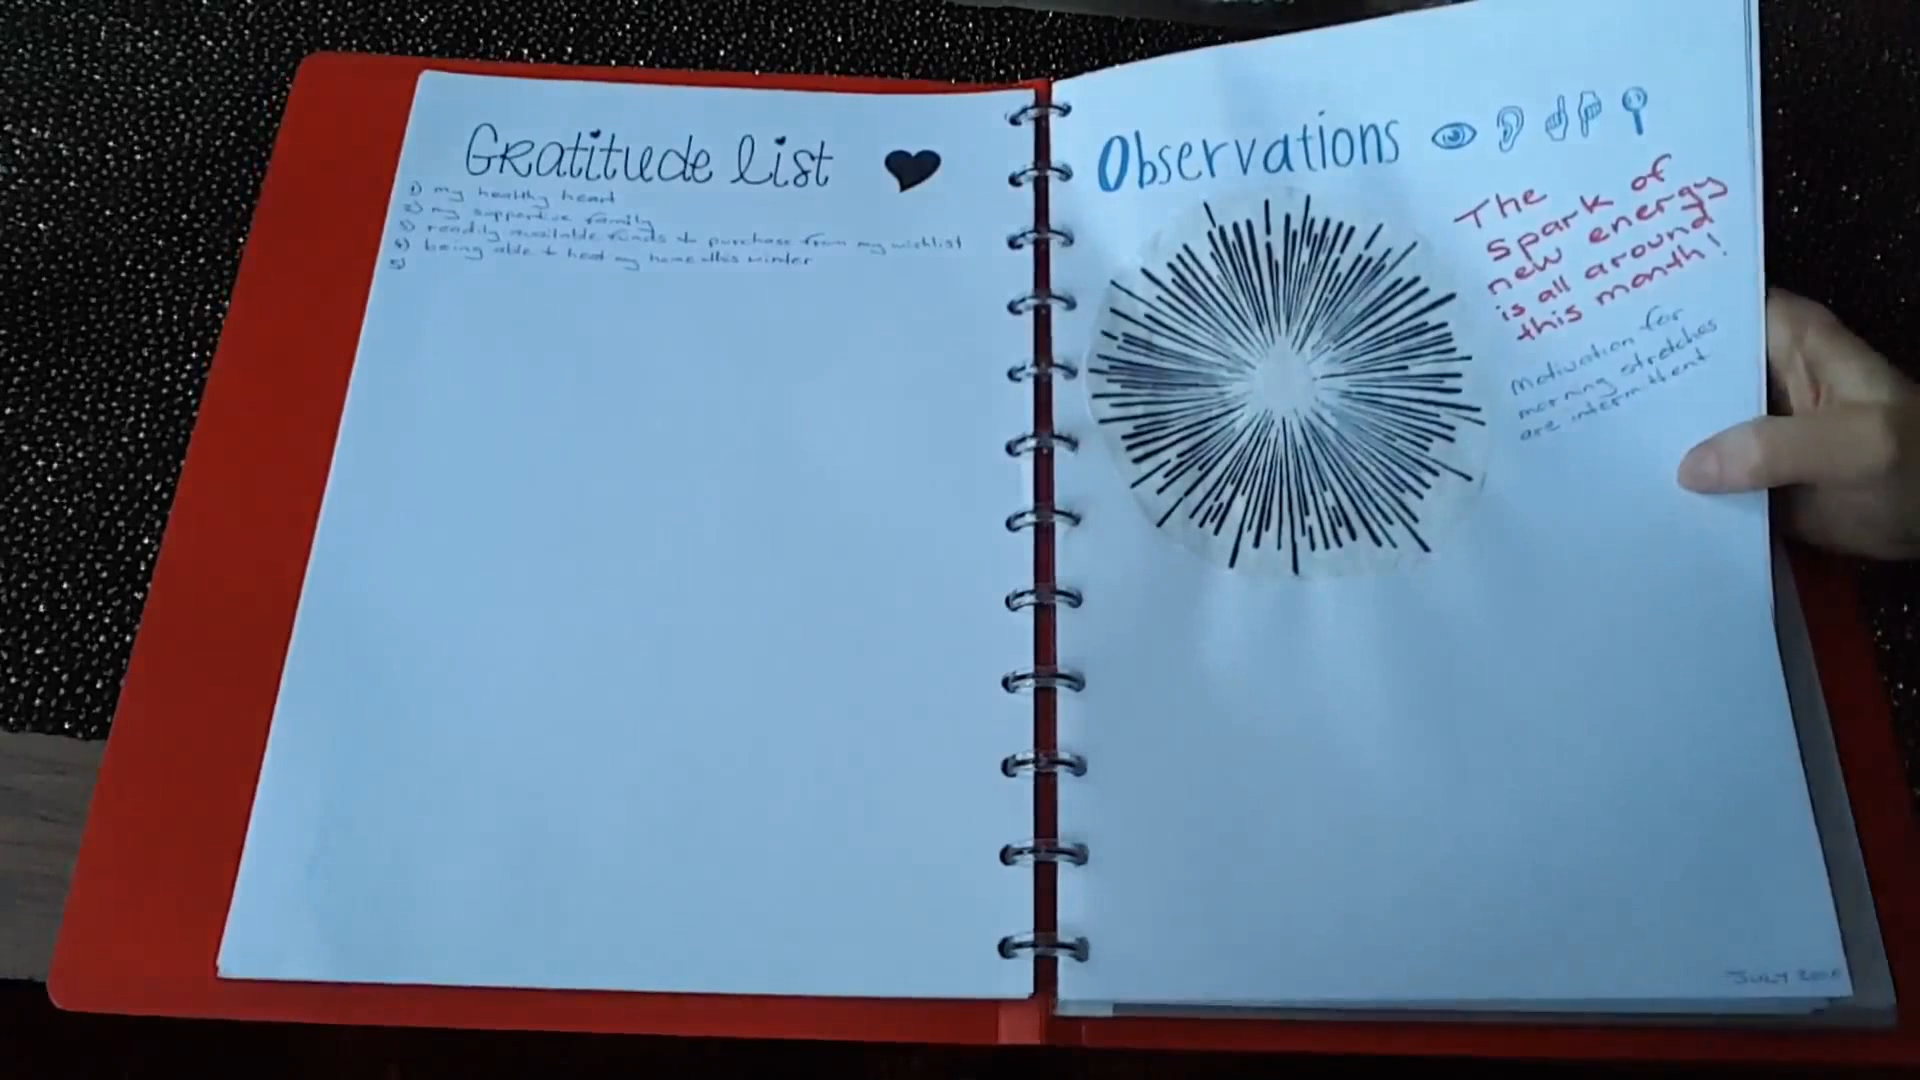 Gratitude list
1) my healthy heart
2) my supportive family
3) readily available funds to purchase from my wishlist
4) being able to heat my home this winter
5)
Observations
The
spark of
new energy
is all around
this month!
Motivation for
morning stretches
are intermittent
July